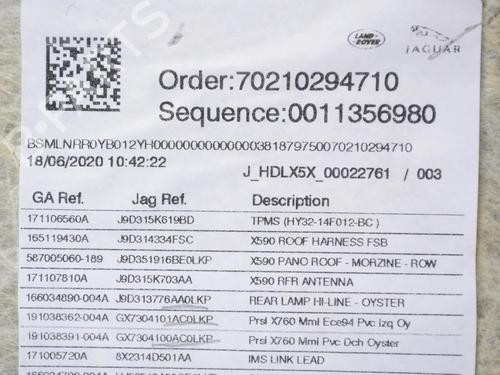 LAND
ROVER
JAGUAR
Order:70210294710
Sequence:0011356980
18/06/2020 10:42:22
J_HDLX5X_00022761 / 003
GA Ref. Jag Ref. Description
171106560A J9D315K619BD TPMS (HY32-14F012-BC )
165119430A J9D314334FSC X590 ROOF HARNESS FSB
587005060-189 J9D351916BE0LKP X590 PANO ROOF - MORZINE - ROW
171107810A J9D315K703AA X590 RFR ANTENNA
166034890-004A J9D313776AA0LKP REAR LAMP HI-LINE - OYSTER
191038362-004A GX7304101AC0LKP Prsl X760 Mml Ece94 Pvc Izq Oy
191038391-004A GX7304100AC0LKP Prsl X760 Mml Pvc Dch Oyster
171005720A 8X2314D501AA IMS LINK LEAD